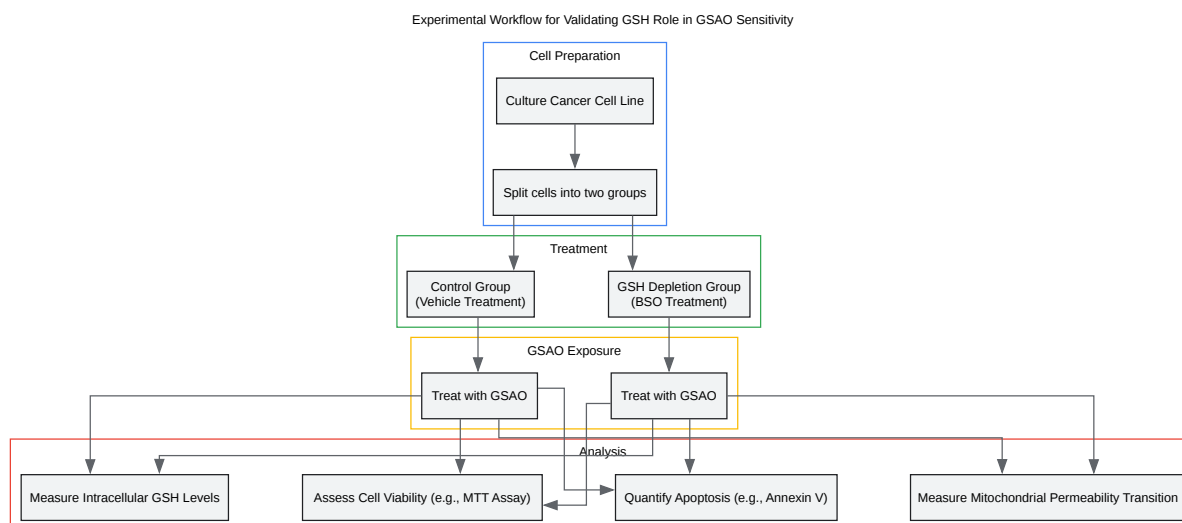 Experimental Workflow for Validating GSH Role in GSAO Sensitivity
Cell Preparation
Culture Cancer Cell Line
Split cells into two groups
Treatment
Control Group
(Vehicle Treatment)
GSH Depletion Group
(BSO Treatment)
GSAO Exposure
Treat with GSAO
Treat with GSAO
Analysis
Measure Intracellular GSH Levels
Assess Cell Viability (e.g., MTT Assay)
Quantify Apoptosis (e.g., Annexin V)
Measure Mitochondrial Permeability Transition